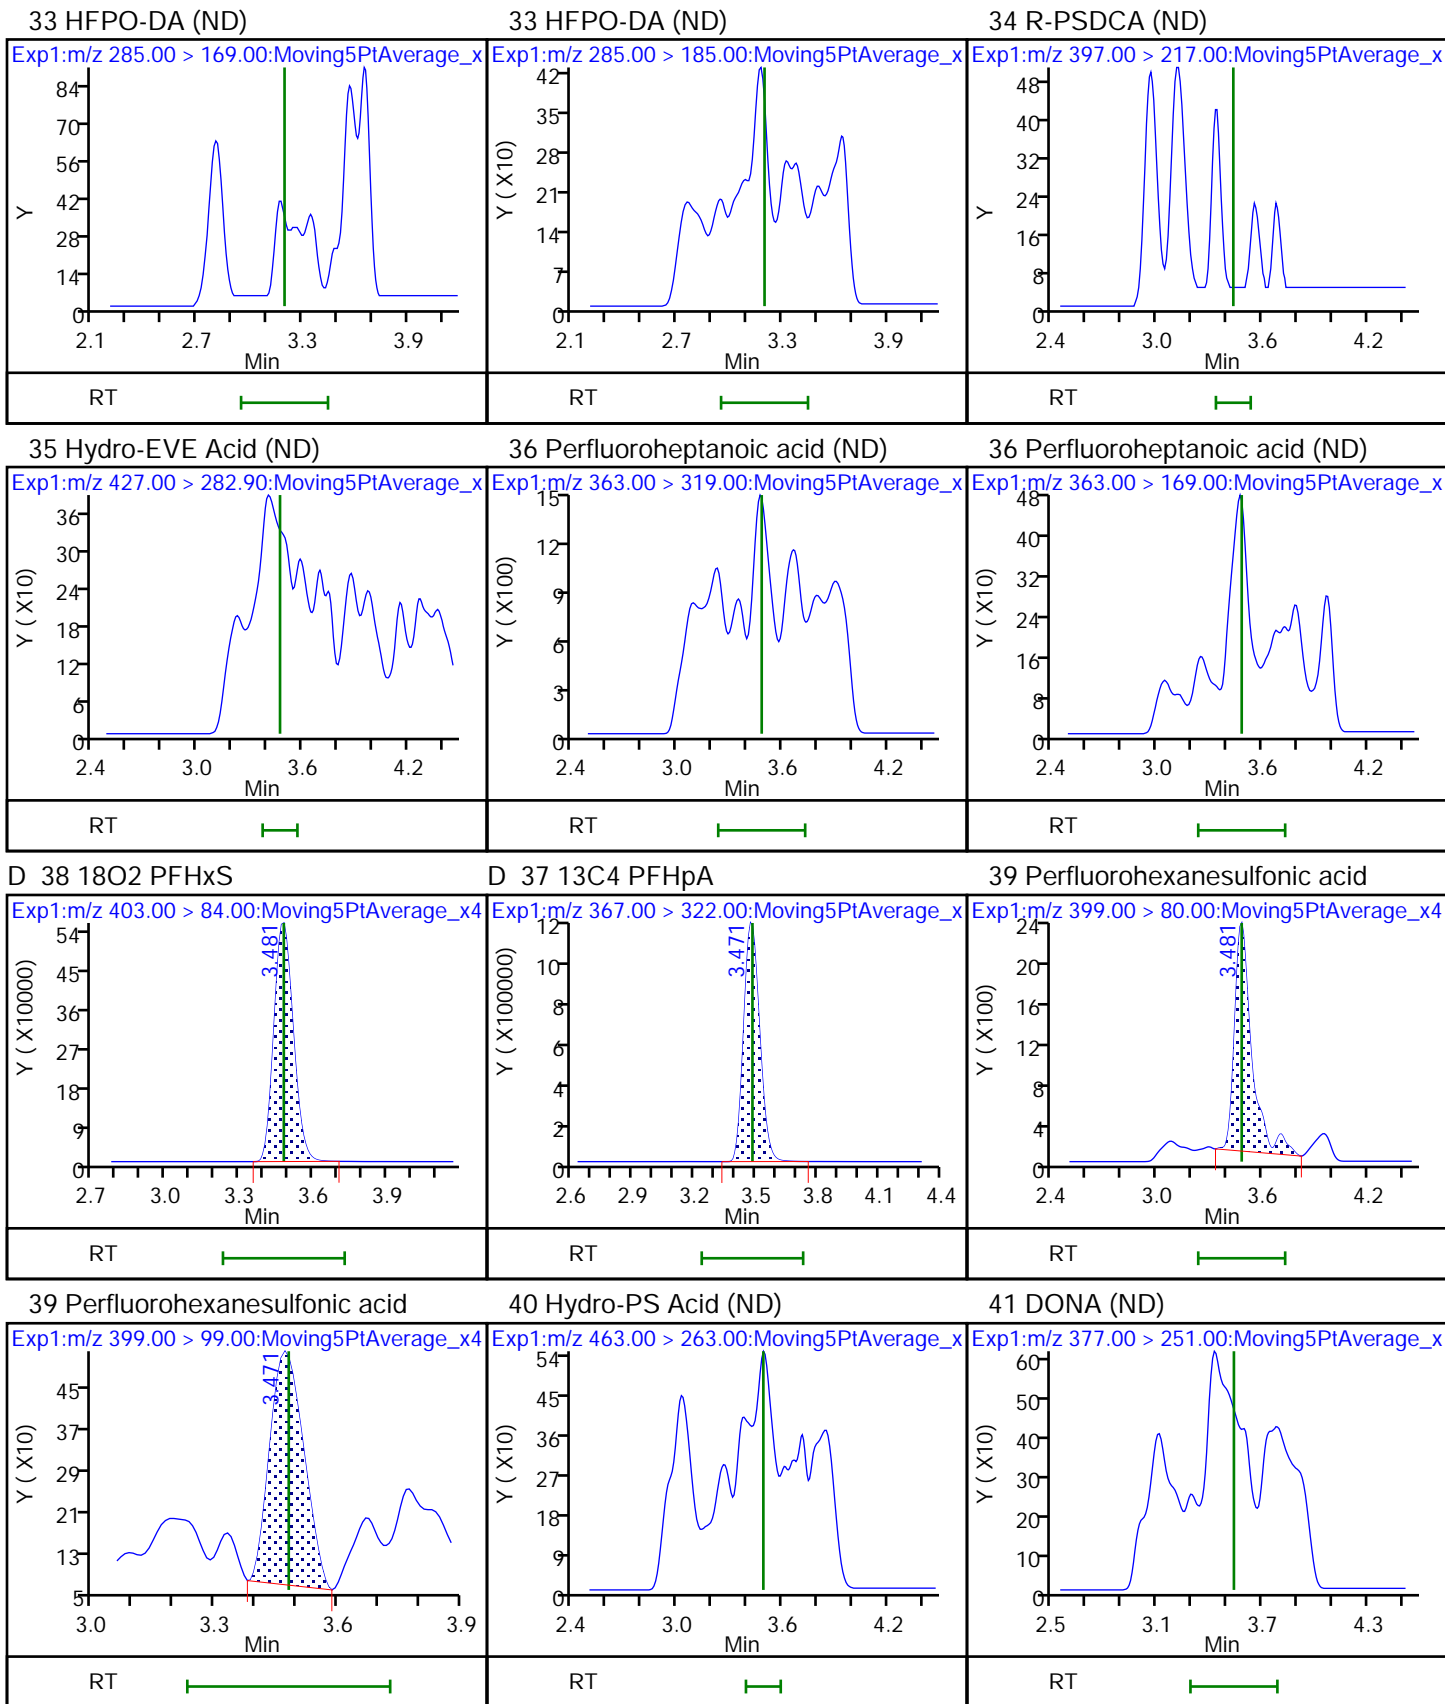 33 HFPO-DA (ND)
Exp1:m/z 285.00 > 169.00:Moving5PtAverage_x
Y
84
70
56
42
28
14
0
2.1 2.7 3.3 3.9
Min
RT
33 HFPO-DA (ND)
Exp1:m/z 285.00 > 185.00:Moving5PtAverage_x
Y ( X10)
42
35
28
21
14
7
0
2.1 2.7 3.3 3.9
Min
RT
34 R-PSDCA (ND)
Exp1:m/z 397.00 > 217.00:Moving5PtAverage_x
Y
48
40
32
24
16
8
0
2.4 3.0 3.6 4.2
Min
RT
35 Hydro-EVE Acid (ND)
Exp1:m/z 427.00 > 282.90:Moving5PtAverage_x
Y ( X10)
36
30
24
18
12
6
0
2.4 3.0 3.6 4.2
Min
RT
36 Perfluoroheptanoic acid (ND)
Exp1:m/z 363.00 > 319.00:Moving5PtAverage_x
Y ( X100)
15
12
9
6
3
0
2.4 3.0 3.6 4.2
Min
RT
36 Perfluoroheptanoic acid (ND)
Exp1:m/z 363.00 > 169.00:Moving5PtAverage_x
Y ( X10)
48
40
32
24
16
8
0
2.4 3.0 3.6 4.2
Min
RT
D 38 18O2 PFHxS
Exp1:m/z 403.00 > 84.00:Moving5PtAverage_x4
3.481
Y ( X10000)
54
45
36
27
18
9
0
2.7 3.0 3.3 3.6 3.9
Min
RT
D 37 13C4 PFHpA
Exp1:m/z 367.00 > 322.00:Moving5PtAverage_x
3.471
Y ( X100000)
12
10
8
6
4
2
0
2.6 2.9 3.2 3.5 3.8 4.1 4.4
Min
RT
39 Perfluorohexanesulfonic acid
Exp1:m/z 399.00 > 80.00:Moving5PtAverage_x4
3.481
Y ( X100)
24
20
16
12
8
4
0
2.4 3.0 3.6 4.2
Min
RT
39 Perfluorohexanesulfonic acid
Exp1:m/z 399.00 > 99.00:Moving5PtAverage_x4
3.471
Y ( X10)
45
37
29
21
13
5
3.0 3.3 3.6 3.9
Min
RT
40 Hydro-PS Acid (ND)
Exp1:m/z 463.00 > 263.00:Moving5PtAverage_x
Y ( X10)
54
45
36
27
18
9
0
2.4 3.0 3.6 4.2
Min
RT
41 DONA (ND)
Exp1:m/z 377.00 > 251.00:Moving5PtAverage_x
Y ( X10)
60
50
40
30
20
10
0
2.5 3.1 3.7 4.3
Min
RT